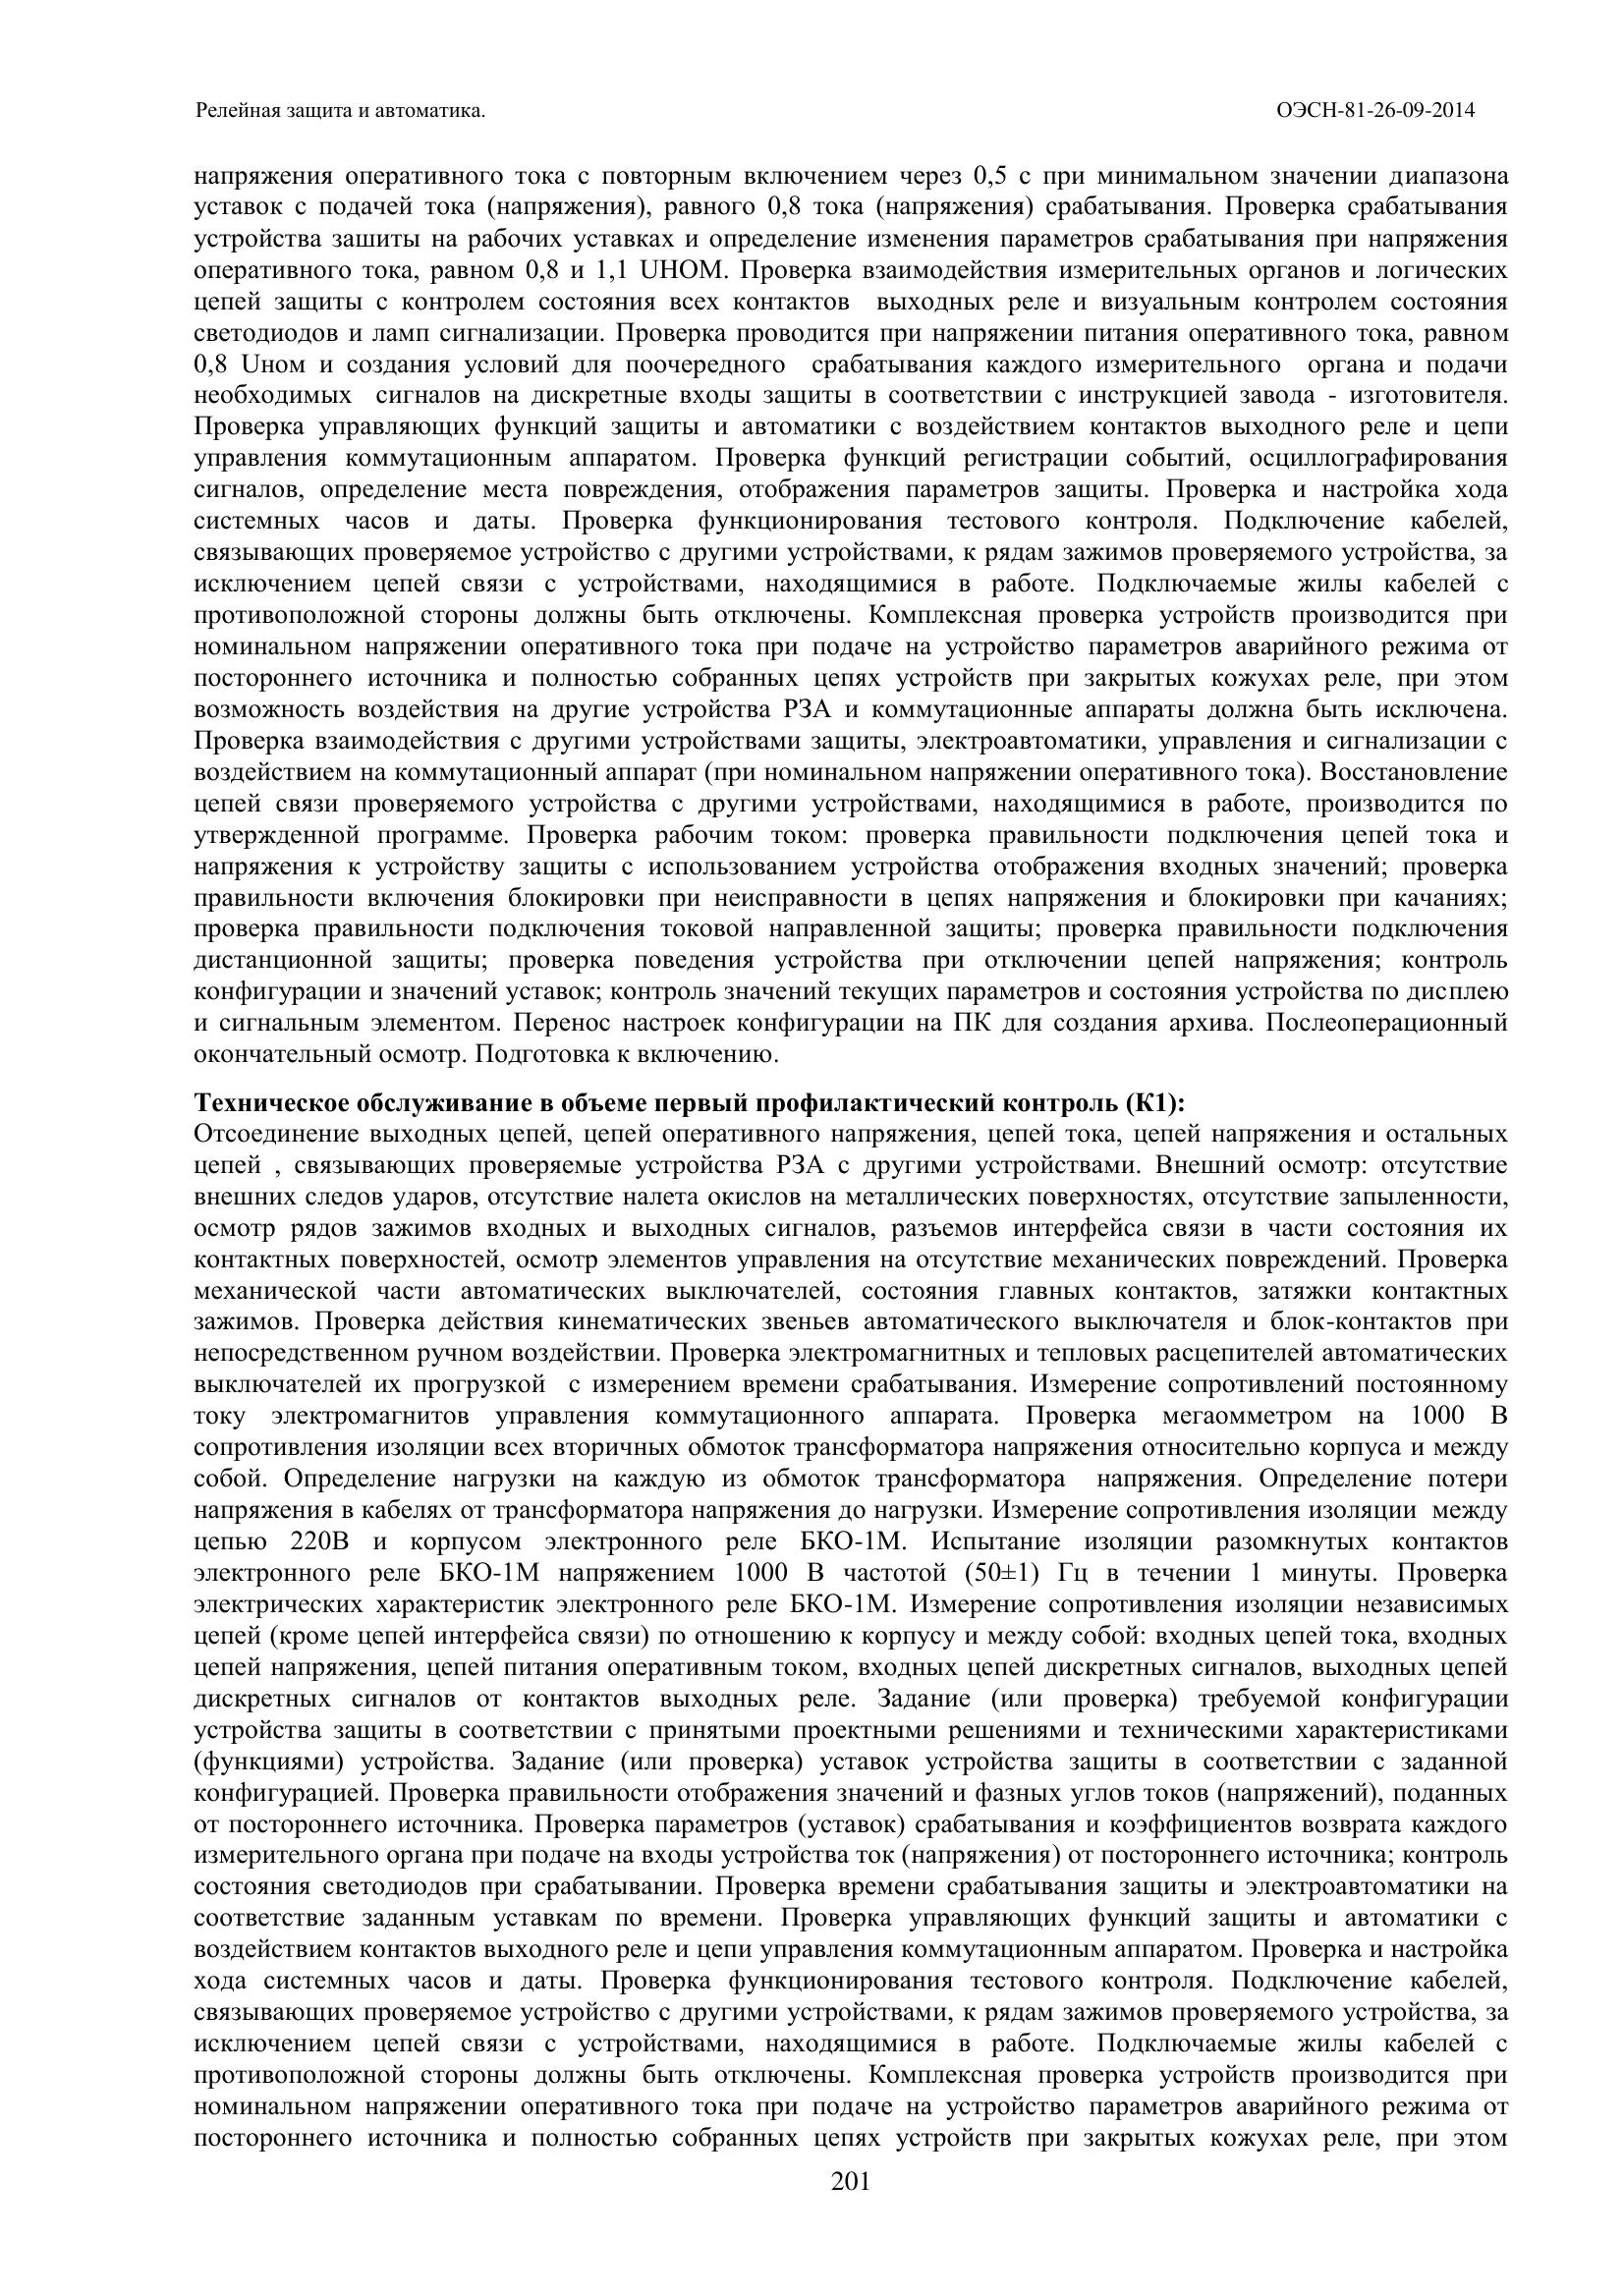 Релейная защита и автоматика. ОЭСН-81-26-09-2014
напряжения оперативного тока с повторным включением через 0,5 с при минимальном значении диапазона
уставок с подачей тока (напряжения), равного 0,8 тока (напряжения) срабатывания. Проверка срабатывания
устройства зашиты на рабочих уставках и определение изменения параметров срабатывания при напряжения
оперативного тока, равном 0,8 и 1,1 UНОМ. Проверка взаимодействия измерительных органов и логических
цепей защиты с контролем состояния всех контактов выходных реле и визуальным контролем состояния
светодиодов и ламп сигнализации. Проверка проводится при напряжении питания оперативного тока, равном
0,8 Uном и создания условий для поочередного срабатывания каждого измерительного органа и подачи
необходимых сигналов на дискретные входы защиты в соответствии с инструкцией завода - изготовителя.
Проверка управляющих функций защиты и автоматики с воздействием контактов выходного реле и цепи
управления коммутационным аппаратом. Проверка функций регистрации событий, осциллографирования
сигналов, определение места повреждения, отображения параметров защиты. Проверка и настройка хода
системных часов и даты. Проверка функционирования тестового контроля. Подключение кабелей,
связывающих проверяемое устройство с другими устройствами, к рядам зажимов проверяемого устройства, за
исключением цепей связи с устройствами, находящимися в работе. Подключаемые жилы кабелей с
противоположной стороны должны быть отключены. Комплексная проверка устройств производится при
номинальном напряжении оперативного тока при подаче на устройство параметров аварийного режима от
постороннего источника и полностью собранных цепях устройств при закрытых кожухах реле, при этом
возможность воздействия на другие устройства РЗА и коммутационные аппараты должна быть исключена.
Проверка взаимодействия с другими устройствами защиты, электроавтоматики, управления и сигнализации с
воздействием на коммутационный аппарат (при номинальном напряжении оперативного тока). Восстановление
цепей связи проверяемого устройства с другими устройствами, находящимися в работе, производится по
утвержденной программе. Проверка рабочим током: проверка правильности подключения цепей тока и
напряжения к устройству защиты с использованием устройства отображения входных значений; проверка
правильности включения блокировки при неисправности в цепях напряжения и блокировки при качаниях;
проверка правильности подключения токовой направленной защиты; проверка правильности подключения
дистанционной защиты; проверка поведения устройства при отключении цепей напряжения; контроль
конфигурации и значений уставок; контроль значений текущих параметров и состояния устройства по дисплею
и сигнальным элементом. Перенос настроек конфигурации на ПК для создания архива. Послеоперационный
окончательный осмотр. Подготовка к включению.
Техническое обслуживание в объеме первый профилактический контроль (К1):
Отсоединение выходных цепей, цепей оперативного напряжения, цепей тока, цепей напряжения и остальных
цепей , связывающих проверяемые устройства РЗА с другими устройствами. Внешний осмотр: отсутствие
внешних следов ударов, отсутствие налета окислов на металлических поверхностях, отсутствие запыленности,
осмотр рядов зажимов входных и выходных сигналов, разъемов интерфейса связи в части состояния их
контактных поверхностей, осмотр элементов управления на отсутствие механических повреждений. Проверка
механической части автоматических выключателей, состояния главных контактов, затяжки контактных
зажимов. Проверка действия кинематических звеньев автоматического выключателя и блок-контактов при
непосредственном ручном воздействии. Проверка электромагнитных и тепловых расцепителей автоматических
выключателей их прогрузкой с измерением времени срабатывания. Измерение сопротивлений постоянному
току электромагнитов управления коммутационного аппарата. Проверка мегаомметром на 1000 В
сопротивления изоляции всех вторичных обмоток трансформатора напряжения относительно корпуса и между
собой. Определение нагрузки на каждую из обмоток трансформатора напряжения. Определение потери
напряжения в кабелях от трансформатора напряжения до нагрузки. Измерение сопротивления изоляции между
цепью 220В и корпусом электронного реле БКО-1М. Испытание изоляции разомкнутых контактов
электронного реле БКО-1М напряжением 1000 В частотой (50±1) Гц в течении 1 минуты. Проверка
электрических характеристик электронного реле БКО-1М. Измерение сопротивления изоляции независимых
цепей (кроме цепей интерфейса связи) по отношению к корпусу и между собой: входных цепей тока, входных
цепей напряжения, цепей питания оперативным током, входных цепей дискретных сигналов, выходных цепей
дискретных сигналов от контактов выходных реле. Задание (или проверка) требуемой конфигурации
устройства защиты в соответствии с принятыми проектными решениями и техническими характеристиками
(функциями) устройства. Задание (или проверка) уставок устройства защиты в соответствии с заданной
конфигурацией. Проверка правильности отображения значений и фазных углов токов (напряжений), поданных
от постороннего источника. Проверка параметров (уставок) срабатывания и коэффициентов возврата каждого
измерительного органа при подаче на входы устройства ток (напряжения) от постороннего источника; контроль
состояния светодиодов при срабатывании. Проверка времени срабатывания защиты и электроавтоматики на
соответствие заданным уставкам по времени. Проверка управляющих функций защиты и автоматики с
воздействием контактов выходного реле и цепи управления коммутационным аппаратом. Проверка и настройка
хода системных часов и даты. Проверка функционирования тестового контроля. Подключение кабелей,
связывающих проверяемое устройство с другими устройствами, к рядам зажимов проверяемого устройства, за
исключением цепей связи с устройствами, находящимися в работе. Подключаемые жилы кабелей с
противоположной стороны должны быть отключены. Комплексная проверка устройств производится при
номинальном напряжении оперативного тока при подаче на устройство параметров аварийного режима от
постороннего источника и полностью собранных цепях устройств при закрытых кожухах реле, при этом
201